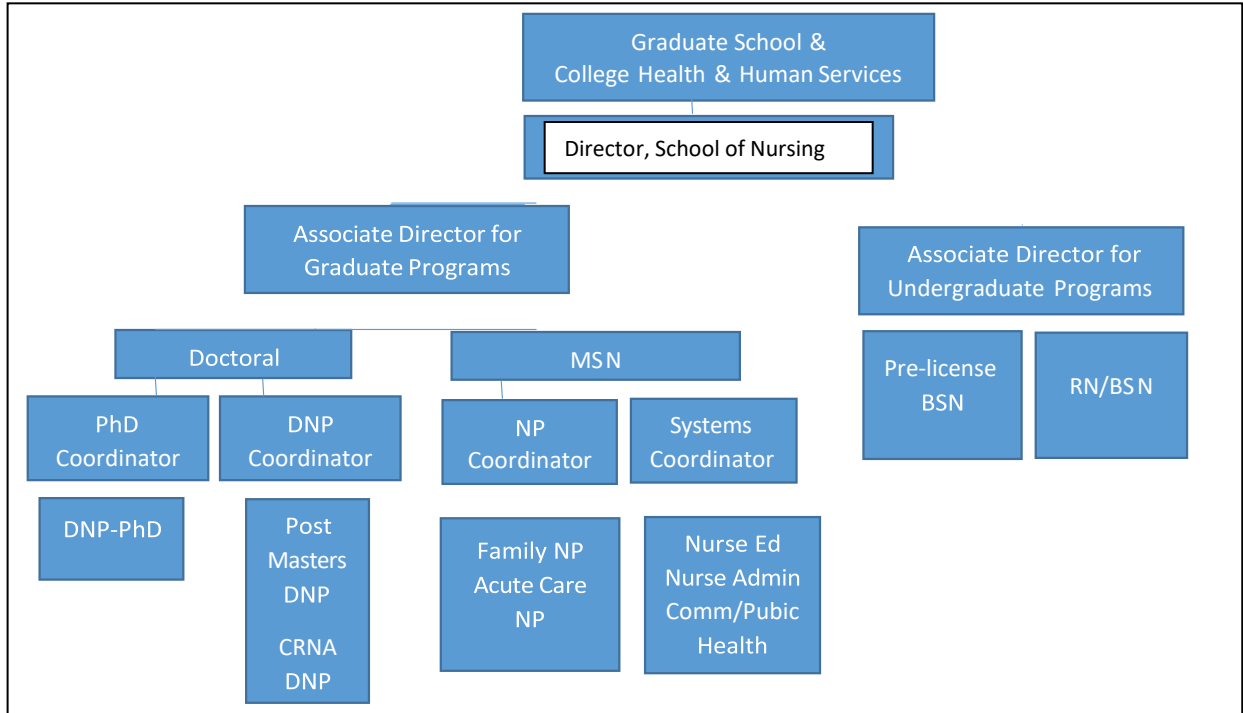 Graduate School &
College Health & Human Services
Director, School of Nursing
Associate Director for
Graduate Programs
Associate Director for
Undergraduate Programs
Doctoral
MSN
Pre-license
BSN
RN/BSN
PhD
Coordinator
DNP
Coordinator
NP
Coordinator
Systems
Coordinator
DNP-PhD
Post
Masters
DNP
CRNA
DNP
Family NP
Acute Care
NP
Nurse Ed
Nurse Admin
Comm/Pubic
Health